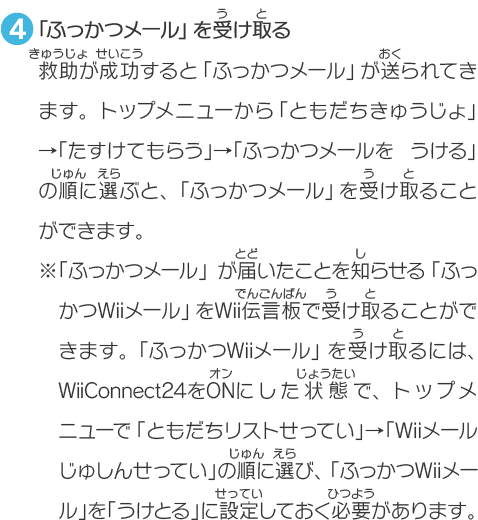 4 「ふっかつメール」を受け取る
救助が成功すると「ふっかつメール」が送られてき
ます。トップメニューから「ともだちきゅうじょ」
→「たすけてもらう」→「ふっかつメールを　うける」
の順に選ぶと、「ふっかつメール」を受け取ること
ができます。
※「ふっかつメール」が届いたことを知らせる「ふっ
かつWiiメール」をWii伝言板で受け取ることがで
きます。「ふっかつWiiメール」を受け取るには、
WiiConnect24をONにした状態で、トップメ
ニューで「ともだちリストせってい」→「Wiiメール
じゅしんせってい」の順に選び、「ふっかつWiiメー
ル」を「うけとる」に設定しておく必要があります。